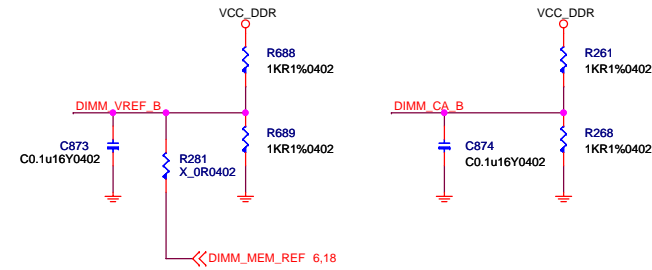 VCC_DDR
R688
1KR1%0402
DIMM_VREF_B
C873
C0.1u16Y0402
R281
X_0R0402
R689
1KR1%0402
DIMM_MEM_REF 6,18
VCC_DDR
R261
1KR1%0402
DIMM_CA_B
C874
C0.1u16Y0402
R268
1KR1%0402